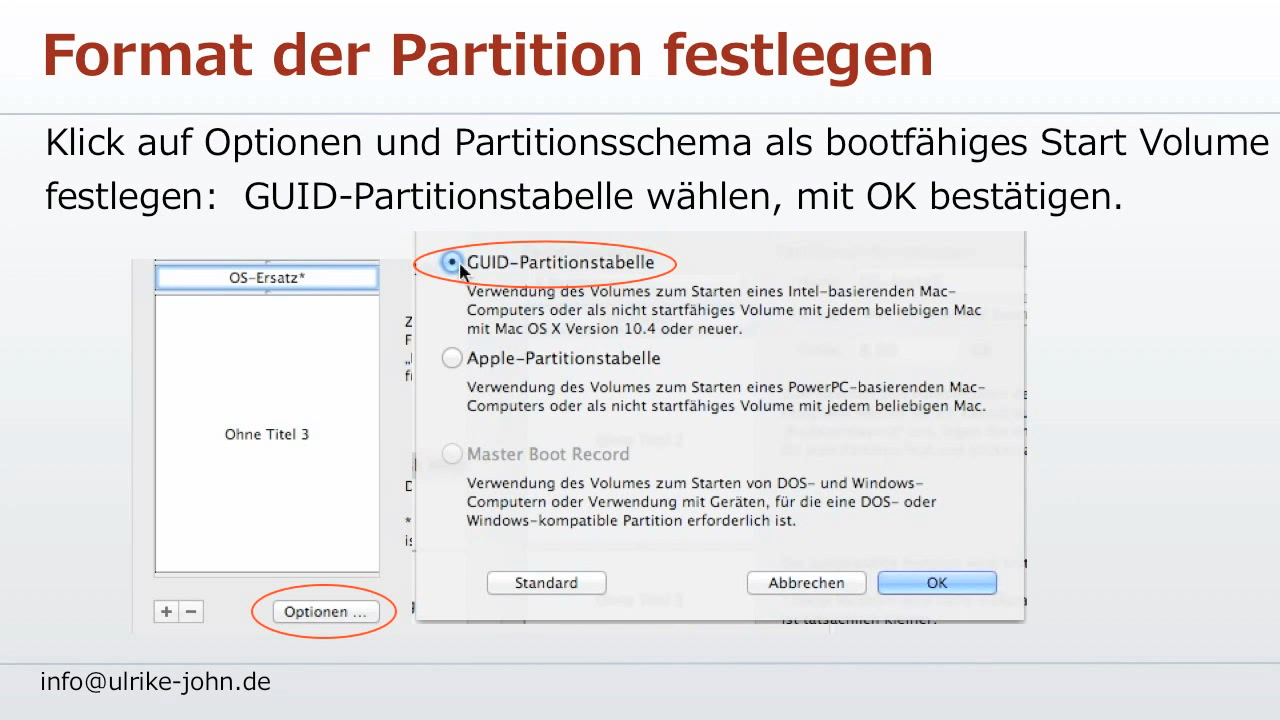 Format der Partition festlegen
Klick auf Optionen und Partitionsschema als bootfähiges Start Volume
festlegen:  GUID-Partitionstabelle wählen, mit OK bestätigen.
OS-Ersatz*
Ohne Titel 3
+ −
Optionen ...
GUID-Partitionstabelle
Verwendung des Volumes zum Starten eines Intel-basierenden Mac-
Computers oder als nicht startfähiges Volume mit jedem beliebigen Mac
mit Mac OS X Version 10.4 oder neuer.
Apple-Partitionstabelle
Verwendung des Volumes zum Starten eines PowerPC-basierenden Mac-
Computers oder als nicht startfähiges Volume mit jedem beliebigen Mac.
Master Boot Record
Verwendung des Volumes zum Starten von DOS- und Windows-
Computern oder Verwendung mit Geräten, für die eine DOS- oder
Windows-kompatible Partition erforderlich ist.
Standard
Abbrechen
OK
info@ulrike-john.de